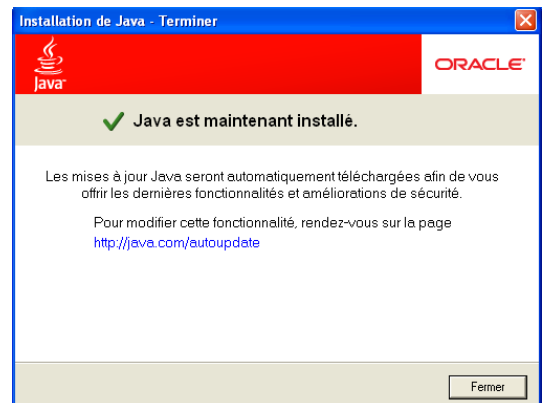 Installation de Java - Terminer
Java
ORACLE
Java est maintenant installé.
Les mises à jour Java seront automatiquement téléchargées afin de vous
offrir les dernières fonctionnalités et améliorations de sécurité.
Pour modifier cette fonctionnalité, rendez-vous sur la page
http://java.com/autoupdate
Fermer